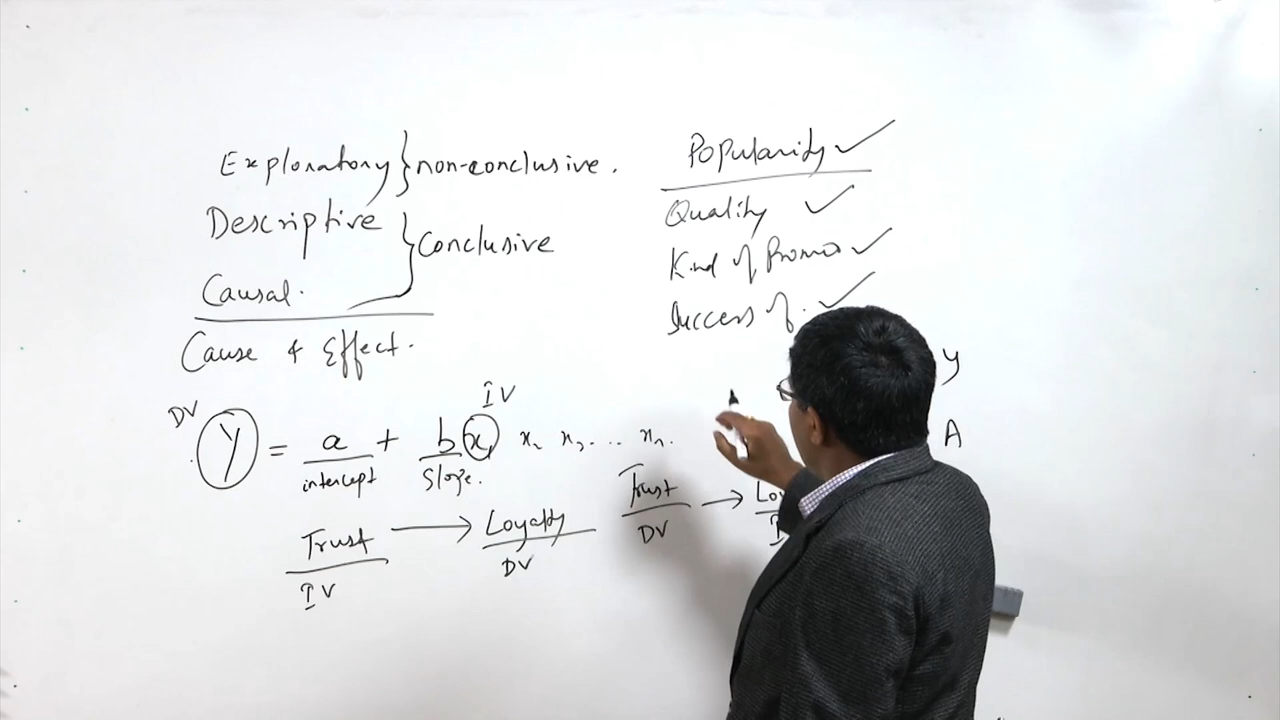 Exploratory } non-conclusive.
Descriptive
Causal. } Conclusive
Cause & Effect.
IV
DV
Y = a + b x x2 x3... xn.
intercept slope.
Trust → Loyalty
IV DV
Popularity ✓
Quality ✓
Kind of Promo ✓
Success of. ✓
Y
A
Trust → Loy
DV I